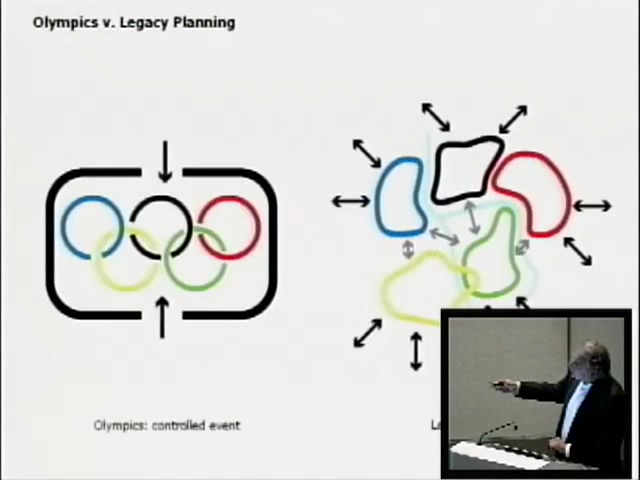 Olympics v. Legacy Planning
Olympics: controlled event